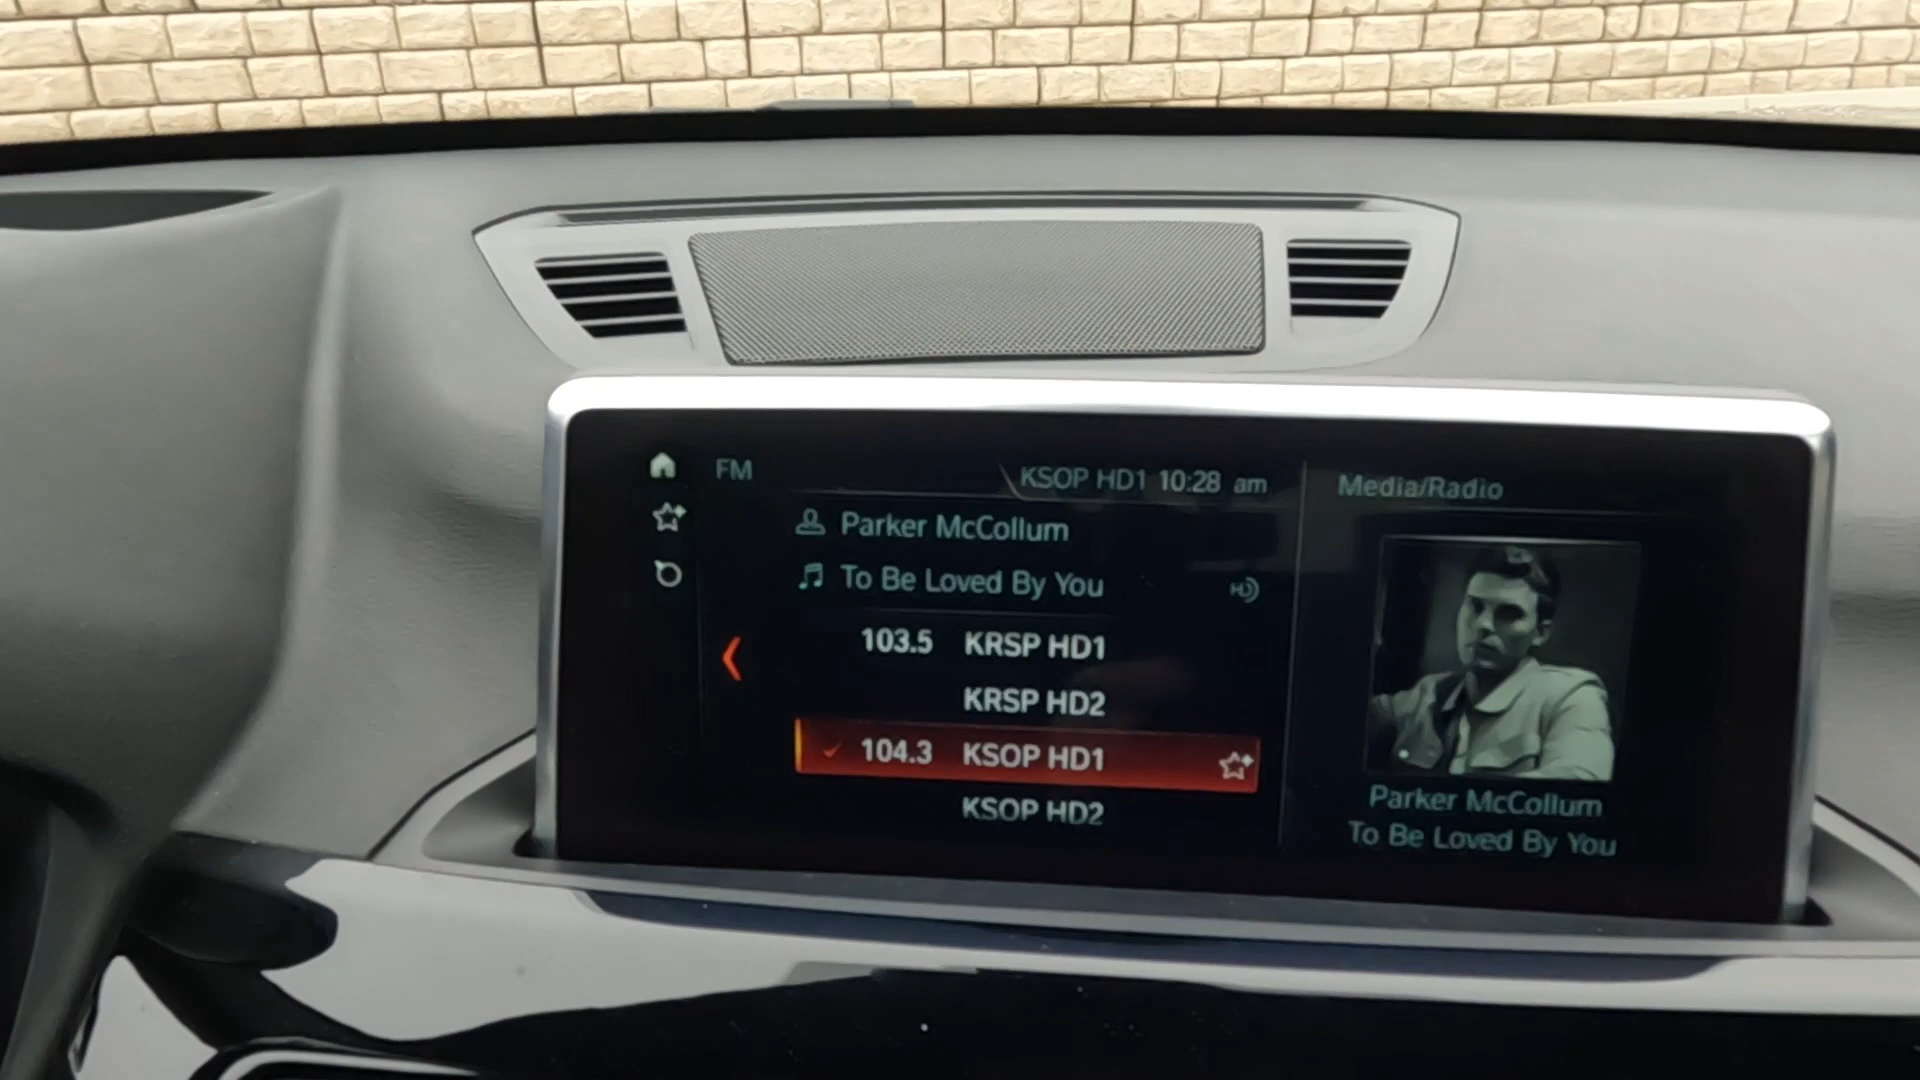 FM
KSOP HD1 10:28 am
Parker McCollum
To Be Loved By You
HD
103.5 KRSP HD1
KRSP HD2
104.3 KSOP HD1
KSOP HD2
Media/Radio
Parker McCollum
To Be Loved By You